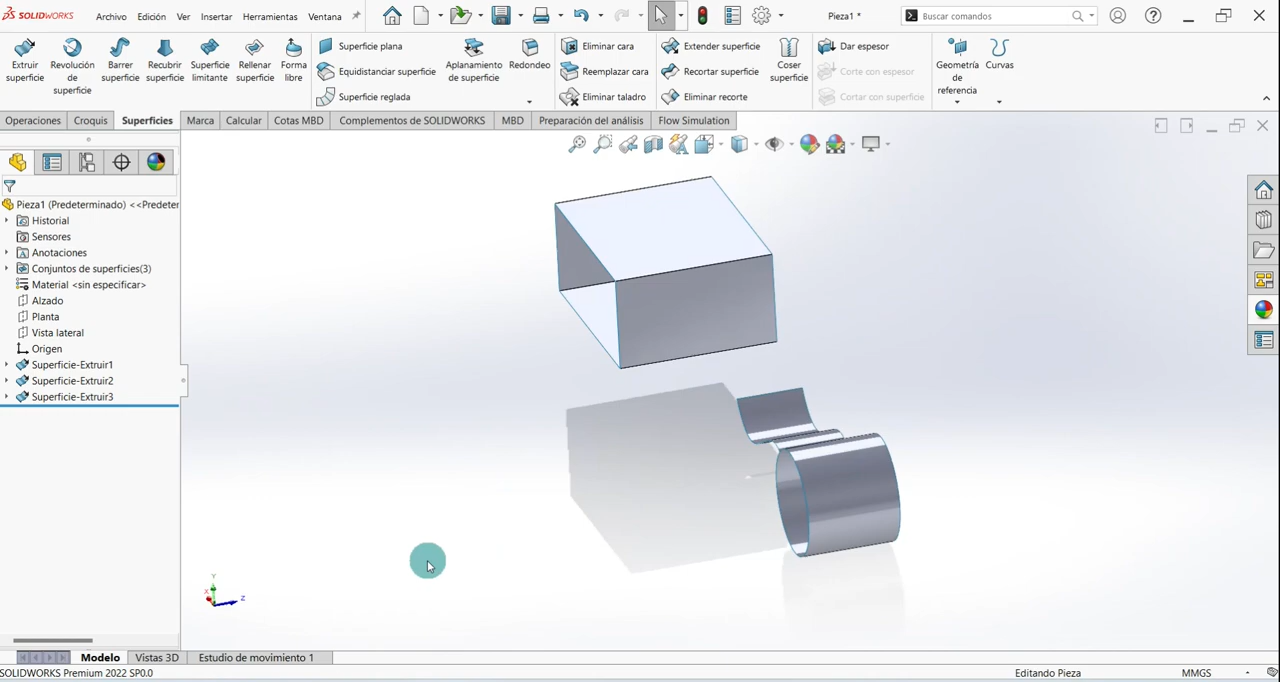 SOLIDWORKS
Archivo Edición Ver Insertar Herramientas Ventana
Pieza1 *
Buscar comandos
Extruir superficie
Revolución de superficie
Barrer superficie
Recubrir superficie
Superficie limitante
Rellenar superficie
Forma libre
Superficie plana
Equidistanciar superficie
Superficie reglada
Aplanamiento de superficie
Redondeo
Eliminar cara
Reemplazar cara
Eliminar taladro
Extender superficie
Recortar superficie
Eliminar recorte
Coser superficie
Dar espesor
Corte con espesor
Cortar con superficie
Geometría de referencia
Curvas
Operaciones Croquis Superficies Marca Calcular Cotas MBD Complementos de SOLIDWORKS MBD Preparación del análisis Flow Simulation
Pieza1 (Predeterminado) <<Predeter
Historial
Sensores
Anotaciones
Conjuntos de superficies(3)
Material <sin especificar>
Alzado
Planta
Vista lateral
Origen
Superficie-Extruir1
Superficie-Extruir2
Superficie-Extruir3
Y
X
Z
Modelo Vistas 3D Estudio de movimiento 1
SOLIDWORKS Premium 2022 SP0.0
Editando Pieza
MMGS